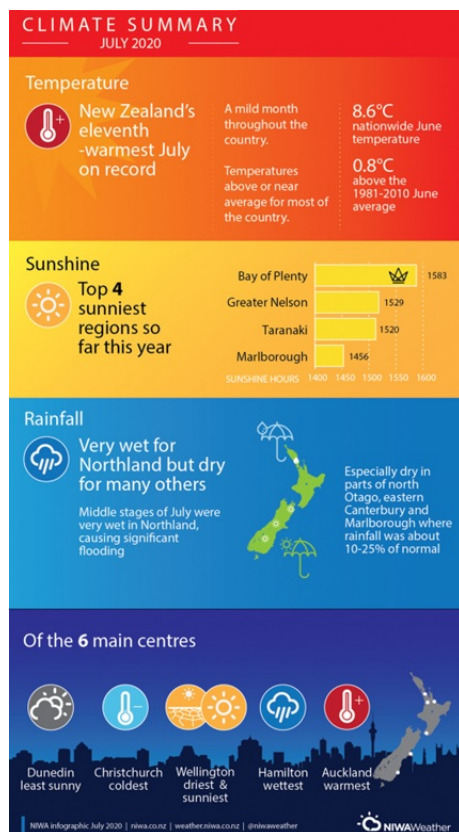 CLIMATE SUMMARY
JULY 2020
Temperature
New Zealand's
eleventh
-warmest July
on record
A mild month
throughout the
country.
Temperatures
above or near
average for most of
the country.
8.6°C
nationwide June
temperature
0.8°C
above the
1981-2010 June
average
Sunshine
Top 4
sunniest
regions so
far this year
Bay of Plenty 1583
Greater Nelson 1529
Taranaki 1520
Marlborough 1456
SUNSHINE HOURS 1400 1450 1500 1550 1600
Rainfall
Very wet for
Northland but dry
for many others
Middle stages of July were
very wet in Northland,
causing significant
flooding
Especially dry in
parts of north
Otago, eastern
Canterbury and
Marlborough where
rainfall was about
10-25% of normal
Of the 6 main centres
Dunedin
least sunny
Christchurch
coldest
Wellington
driest &
sunniest
Hamilton
wettest
Auckland
warmest
NIWA infographic July 2020 | niwa.co.nz | weather.niwa.co.nz | @niwaweather
NIWAWeather